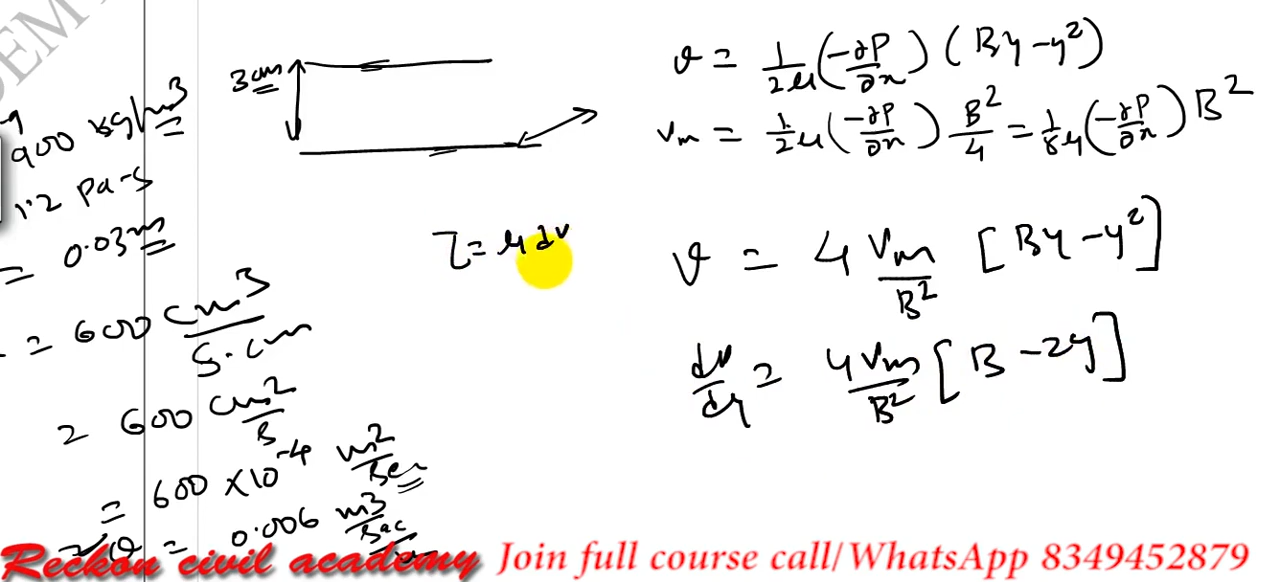 900 kg/m3
1.2 Pa-s
= 0.03m
= 600 cm3/S.cm
= 600 cm2/s
= 600 ×10-4 m2/sec
= 0.006 m3/sec
3cm
τ = μ dv
v = 1/2μ (-∂P/∂x) (By-y2)
Vm = 1/2μ (-∂P/∂x) B2/4 = 1/8μ (-∂P/∂x) B2
v = 4 Vm/B2 [By-y2]
dv/dy = 4Vm/B2 [B-2y]
Reckon civil academy Join full course call/WhatsApp 8349452879